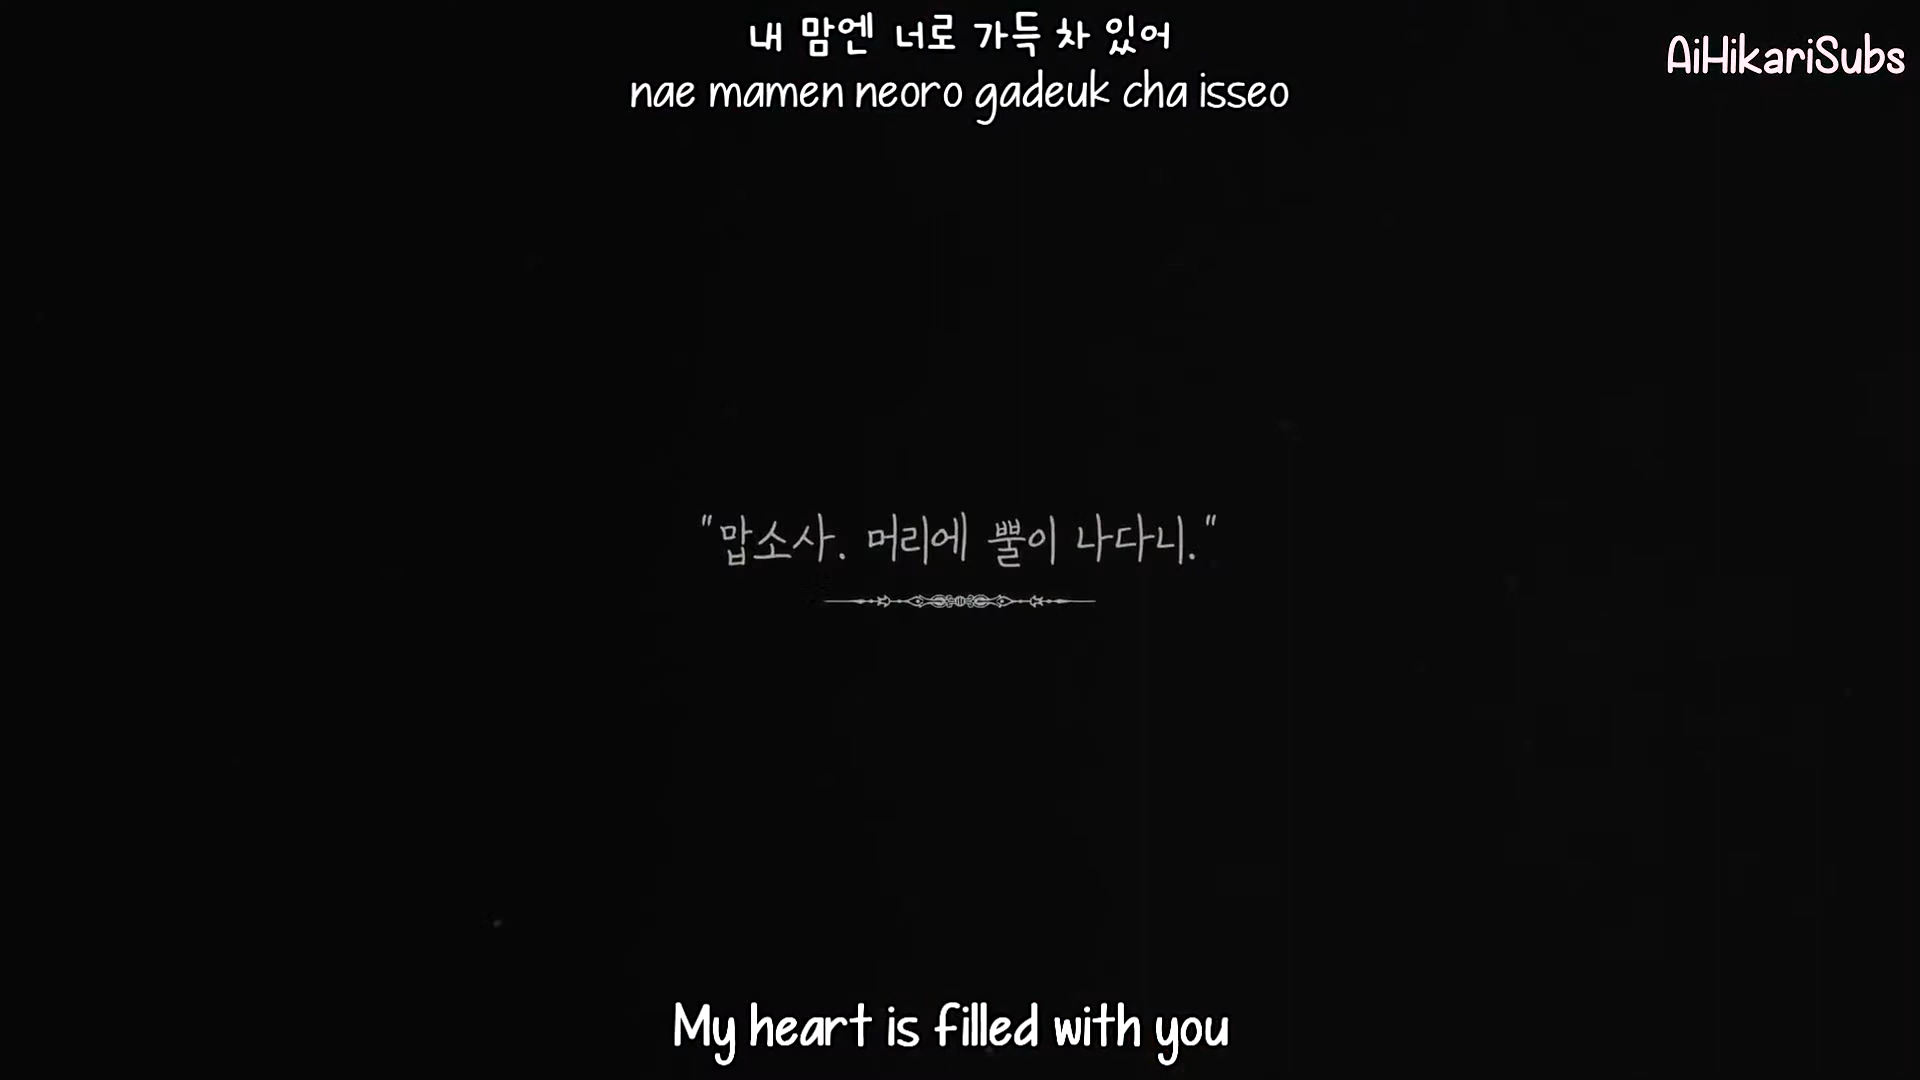 내 맘엔 너로 가득 차 있어
nae mamen neoro gadeuk cha isseo
AiHikariSubs
"맙소사. 머리에 뿔이 나다니."
My heart is filled with you